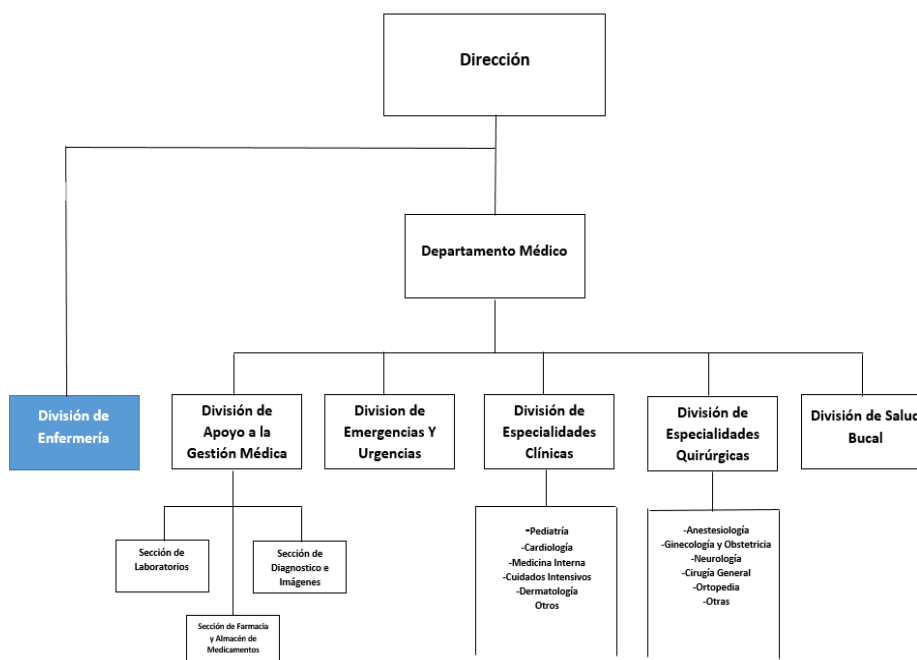 Dirección
Departamento Médico
División de
Enfermería
División de
Apoyo a la
Gestión Médica
Division de
Emergencias Y
Urgencias
División de
Especialidades
Clínicas
División de
Especialidades
Quirúrgicas
División de Salud
Bucal
Sección de
Laboratorios
Sección de
Diagnostico e
Imágenes
Sección de Farmacia
y Almacén de
Medicamentos
-Pediatría
-Cardiología
-Medicina Interna
-Cuidados Intensivos
-Dermatología
Otros
-Anestesiología
-Ginecología y Obstetricia
-Neurología
-Cirugía General
-Ortopedia
-Otras